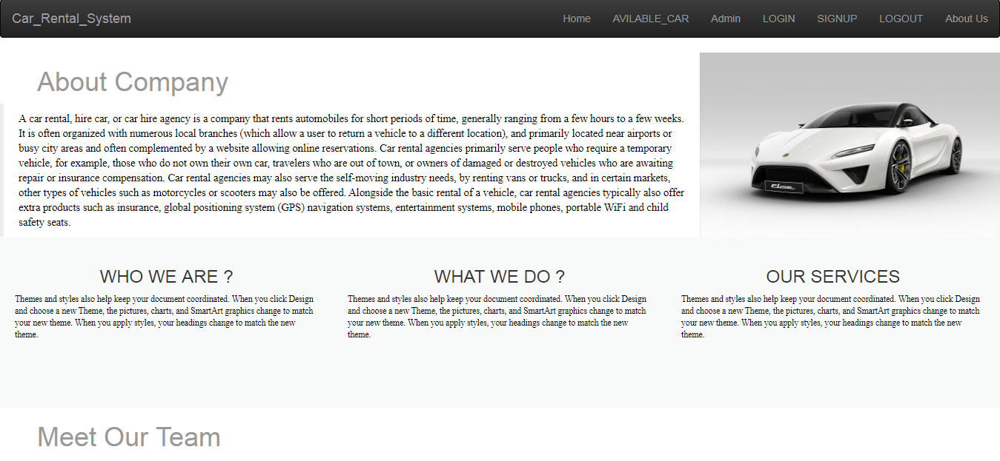 Car_Rental_System Home AVILABLE_CAR Admin LOGIN SIGNUP LOGOUT About Us
About Company
A car rental, hire car, or car hire agency is a company that rents automobiles for short periods of time, generally ranging from a few hours to a few weeks.
It is often organized with numerous local branches (which allow a user to return a vehicle to a different location), and primarily located near airports or
busy city areas and often complemented by a website allowing online reservations. Car rental agencies primarily serve people who require a temporary
vehicle, for example, those who do not own their own car, travelers who are out of town, or owners of damaged or destroyed vehicles who are awaiting
repair or insurance compensation. Car rental agencies may also serve the self-moving industry needs, by renting vans or trucks, and in certain markets,
other types of vehicles such as motorcycles or scooters may also be offered. Alongside the basic rental of a vehicle, car rental agencies typically also offer
extra products such as insurance, global positioning system (GPS) navigation systems, entertainment systems, mobile phones, portable WiFi and child
safety seats.
Elise
WHO WE ARE ?
Themes and styles also help keep your document coordinated. When you click Design
and choose a new Theme, the pictures, charts, and SmartArt graphics change to match
your new theme. When you apply styles, your headings change to match the new
theme.
WHAT WE DO ?
Themes and styles also help keep your document coordinated. When you click Design
and choose a new Theme, the pictures, charts, and SmartArt graphics change to match
your new theme. When you apply styles, your headings change to match the new
theme.
OUR SERVICES
Themes and styles also help keep your document coordinated. When you click Design
and choose a new Theme, the pictures, charts, and SmartArt graphics change to match
your new theme. When you apply styles, your headings change to match the new
theme.
Meet Our Team